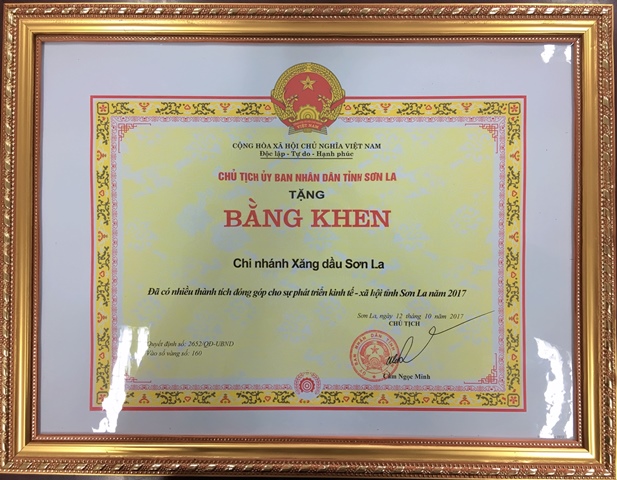 VIỆT NAM
CỘNG HÒA XÃ HỘI CHỦ NGHĨA VIỆT NAM
Độc lập - Tự do - Hạnh phúc
CHỦ TỊCH ỦY BAN NHÂN DÂN TỈNH SƠN LA
TẶNG
BẰNG KHEN
Chi nhánh Xăng dầu Sơn La
Đã có nhiều thành tích đóng góp cho sự phát triển kinh tế - xã hội tỉnh Sơn La năm 2017
Sơn La, ngày 12 tháng 10 năm 2017
CHỦ TỊCH
Quyết định số: 2652/QĐ-UBND
Vào sổ vàng số: 160
Cầm Ngọc Minh